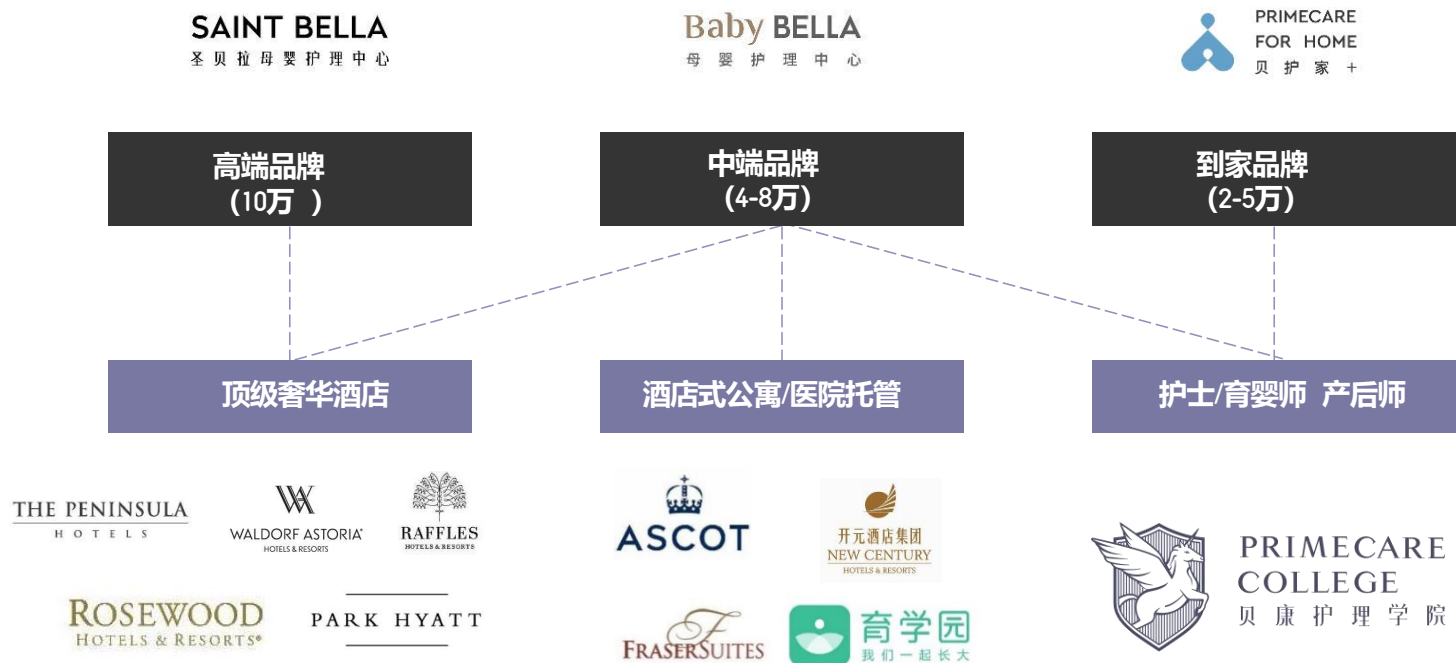 SAINT BELLA
圣贝拉母婴护理中心
Baby BELLA
母婴护理中心
PRIMECARE
FOR HOME
贝护家+
高端品牌
(10万 )
中端品牌
(4-8万)
到家品牌
(2-5万)
顶级奢华酒店
酒店式公寓/医院托管
护士/育婴师 产后师
THE PENINSULA
HOTELS
WALDORF ASTORIA
HOTELS & RESORTS
RAFFLES
HOTELS & RESORTS
ROSEWOOD
HOTELS & RESORTS®
PARK HYATT
ASCOT
开元酒店集团
NEW CENTURY
HOTELS & RESORTS
F
FRASER SUITES
育学园
我们一起长大
PRIMECARE
COLLEGE
贝康护理学院